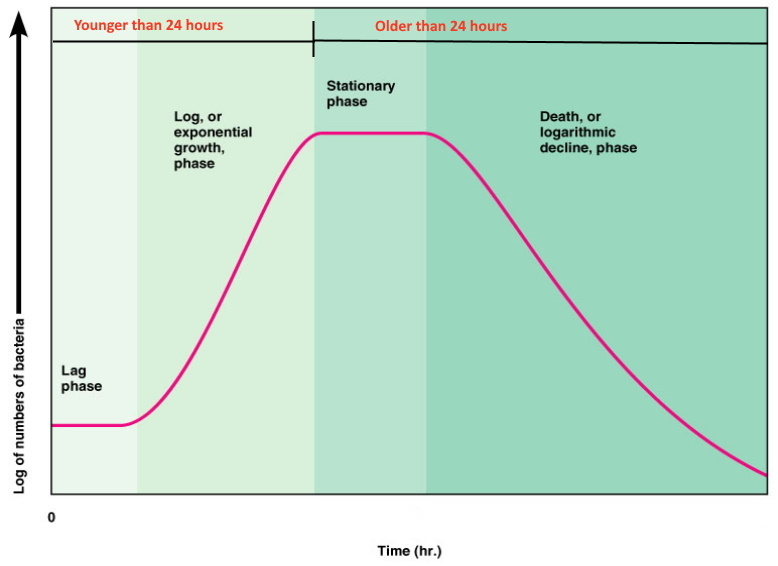 Younger than 24 hours
Older than 24 hours
Stationary
phase
Log, or
exponential
growth,
phase
Death, or
logarithmic
decline, phase
Lag
phase
Log of numbers of bacteria
0
Time (hr.)